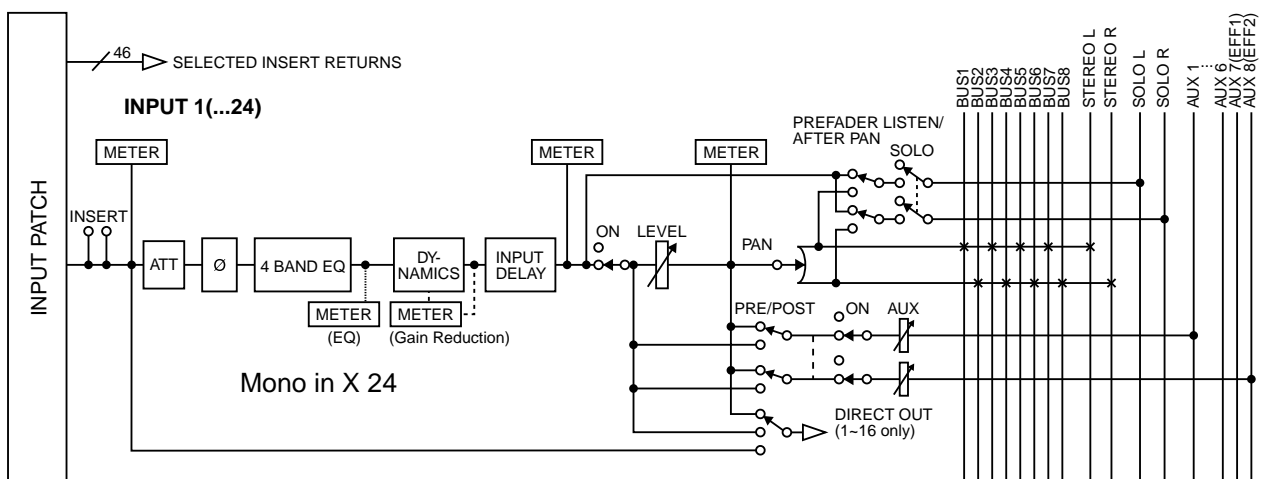 INPUT PATCH
46
SELECTED INSERT RETURNS
INPUT 1(...24)
BUS1
BUS2
BUS3
BUS4
BUS5
BUS6
BUS7
BUS8
STEREO L
STEREO R
SOLO L
SOLO R
AUX 1
...
AUX 6
AUX 7(EFF1)
AUX 8(EFF2)
PREFADER LISTEN/
AFTER PAN
SOLO
METER
METER
METER
INSERT
ON
LEVEL
PAN
ATT
Ø
4 BAND EQ
DY-
NAMICS
INPUT
DELAY
METER
(EQ)
METER
(Gain Reduction)
PRE/POST
ON
AUX
Mono in X 24
DIRECT OUT
(1~16 only)